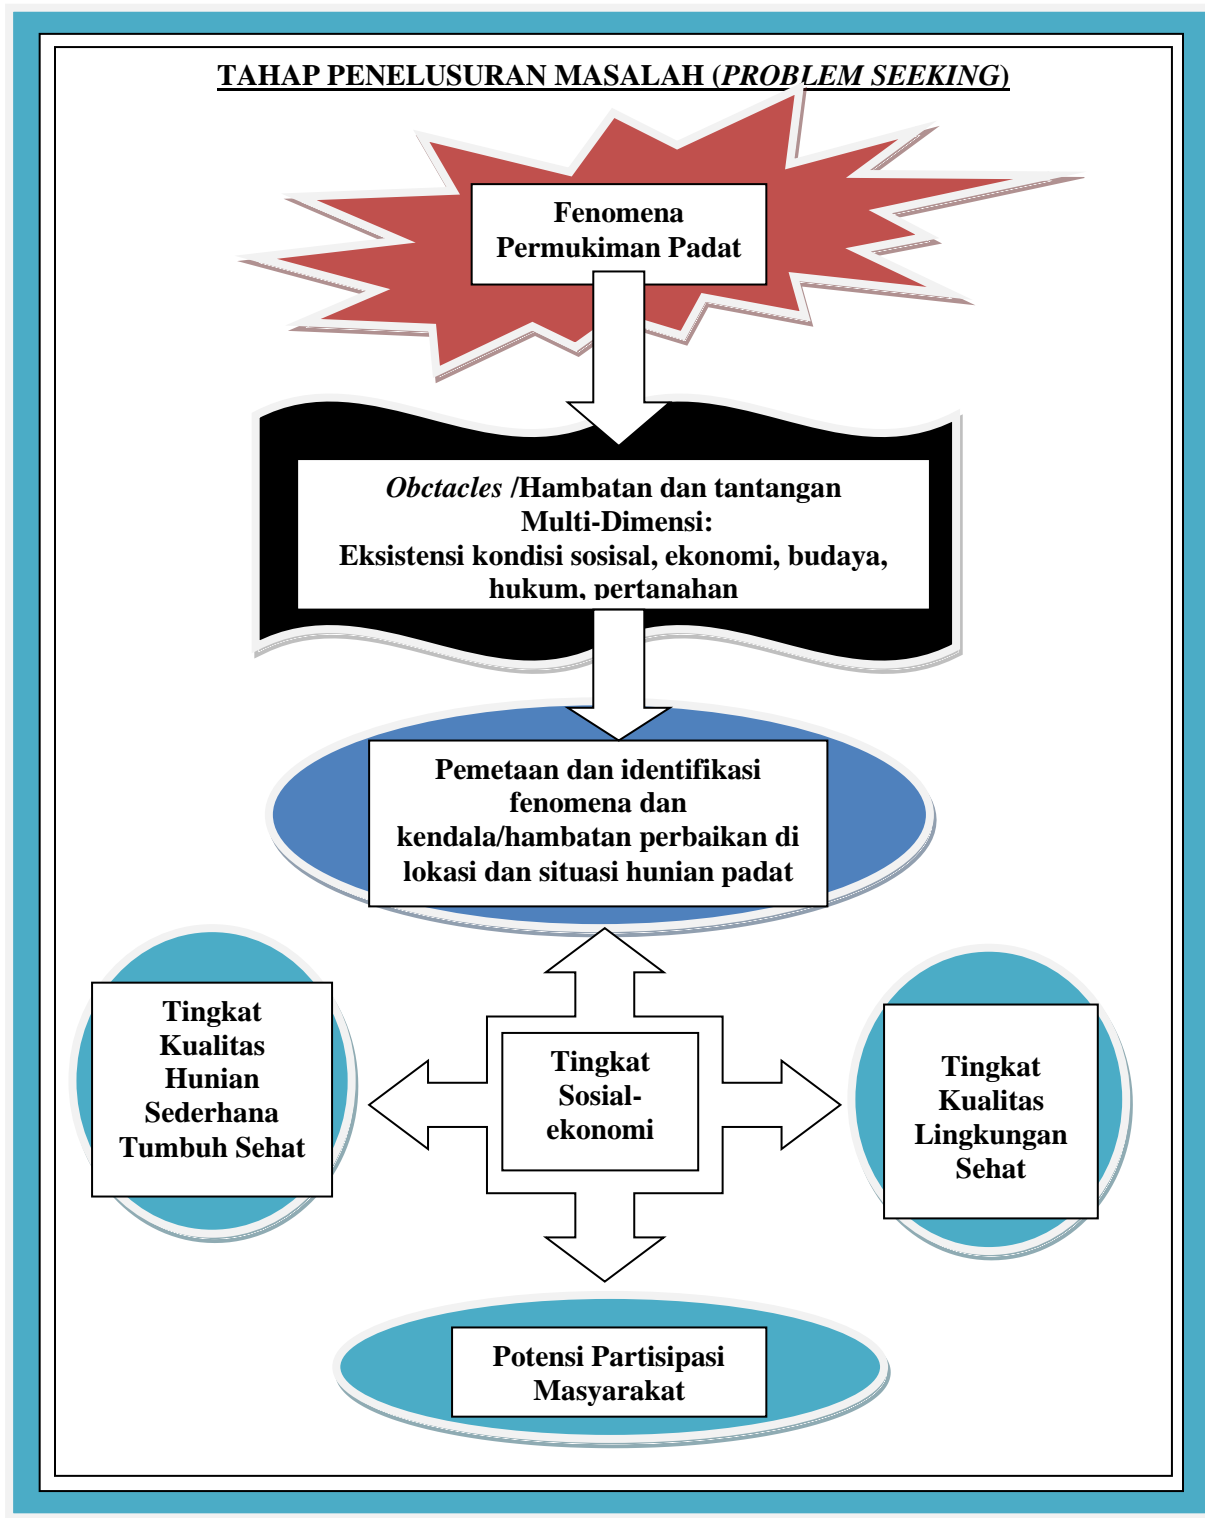 TAHAP PENELUSURAN MASALAH (PROBLEM SEEKING)
Fenomena
Permukiman Padat
Obctacles /Hambatan dan tantangan
Multi-Dimensi:
Eksistensi kondisi sosisal, ekonomi, budaya,
hukum, pertanahan
Pemetaan dan identifikasi
fenomena dan
kendala/hambatan perbaikan di
lokasi dan situasi hunian padat
Tingkat
Kualitas
Hunian
Sederhana
Tumbuh Sehat
Tingkat
Sosial-
ekonomi
Tingkat
Kualitas
Lingkungan
Sehat
Potensi Partisipasi
Masyarakat